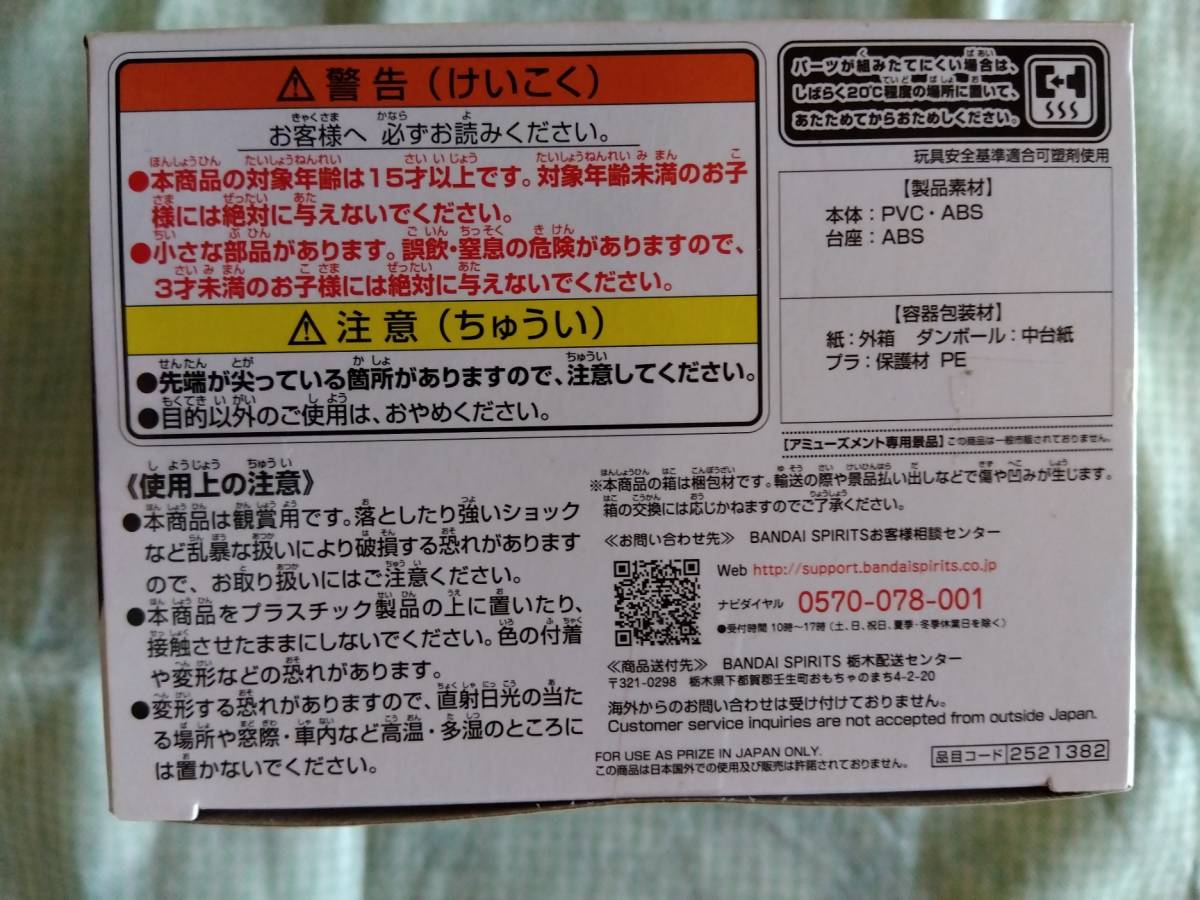 ⚠警告（けいこく）
お客様へ 必ずお読みください。
●本商品の対象年齢は15才以上です。対象年齢未満のお子
様には絶対に与えないでください。
●小さな部品があります。誤飲・窒息の危険がありますので、
3才未満のお子様には絶対に与えないでください。
⚠注意（ちゅうい）
●先端が尖っている箇所がありますので、注意してください。
●目的以外のご使用は、おやめください。
《使用上の注意》
●本商品は観賞用です。落としたり強いショック
など乱暴な扱いにより破損する恐れがあります
ので、お取り扱いにはご注意ください。
●本商品をプラスチック製品の上に置いたり、
接触させたままにしないでください。色の付着
や変形などの恐れがあります。
●変形する恐れがありますので、直射日光の当た
る場所や窓際・車内など高温・多湿のところに
は置かないでください。
パーツが組みたてにくい場合は、
しばらく20℃程度の場所に置いて、
あたためてからおためしください。
玩具安全基準適合可塑剤使用
【製品素材】
本体：PVC・ABS
台座：ABS
【容器包装材】
紙：外箱 ダンボール：中台紙
プラ：保護材 PE
【アミューズメント専用景品】この商品は一般市販されておりません。
※本商品の箱は梱包材です。輸送の際や景品払い出しなどで傷や凹みが生じます。
箱の交換には応じかねますのでご了承ください。
≪お問い合わせ先≫ BANDAI SPIRITSお客様相談センター
Web http://support.bandaispirits.co.jp
ナビダイヤル 0570-078-001
●受付時間 10時～17時（土、日、祝日、夏季・冬季休業日を除く）
≪商品送付先≫ BANDAI SPIRITS 栃木配送センター
〒321-0298 栃木県下都賀郡壬生町おもちゃのまち4-2-20
海外からのお問い合わせは受け付けておりません。
Customer service inquiries are not accepted from outside Japan.
FOR USE AS PRIZE IN JAPAN ONLY.
この商品は日本国外での使用及び販売は許諾されておりません。
品目コード 2521382